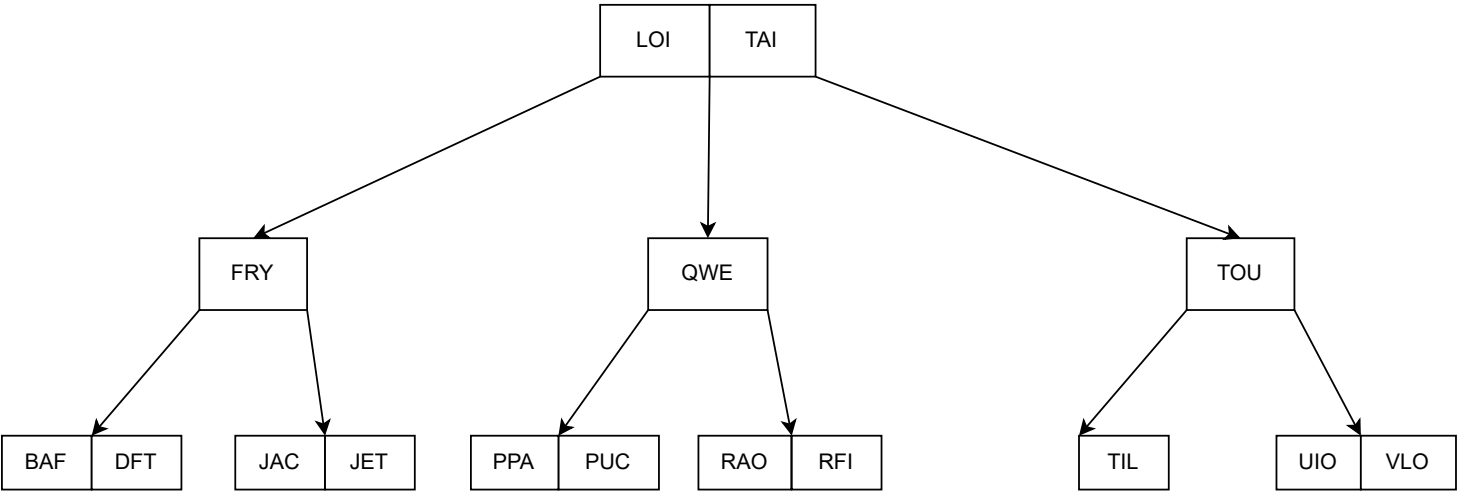 LOI TAI
FRY QWE TOU
BAF DFT JAC JET PPA PUC RAO RFI TIL UIO VLO